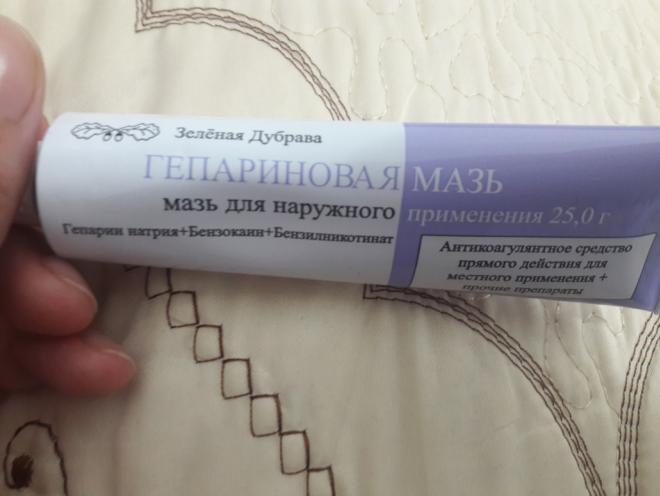 Зелёная Дубрава
ГЕПАРИНОВАЯ МАЗЬ
мазь для наружного применения 25,0 г
Гепарин натрия+Бензокаин+Бензилникотинат
Антикоагулянтное средство
прямого действия для
местного применения +
прочие препараты